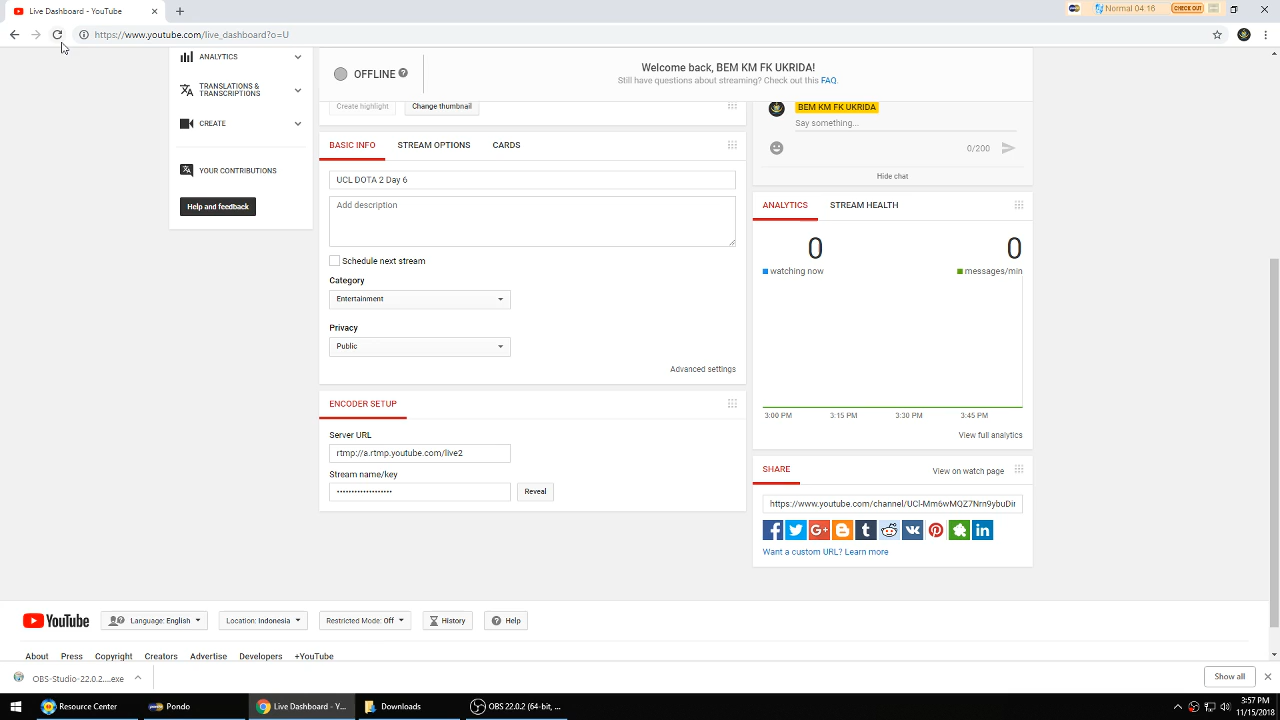 Live Dashboard - YouTube
Normal 04:16
CHECK OUT
https://www.youtube.com/live_dashboard?o=U
ANALYTICS
TRANSLATIONS &
TRANSCRIPTIONS
CREATE
YOUR CONTRIBUTIONS
Help and feedback
OFFLINE
Welcome back, BEM KM FK UKRIDA!
Still have questions about streaming? Check out this FAQ.
Create highlight
Change thumbnail
BASIC INFO
STREAM OPTIONS
CARDS
UCL DOTA 2 Day 6
Add description
Schedule next stream
Category
Entertainment
Privacy
Public
Advanced settings
ENCODER SETUP
Server URL
rtmp://a.rtmp.youtube.com/live2
Stream name/key
•••••••••••••••••••
Reveal
BEM KM FK UKRIDA
Say something...
0/200
Hide chat
ANALYTICS
STREAM HEALTH
0
0
watching now
messages/min
3:00 PM 3:15 PM 3:30 PM 3:45 PM
View full analytics
SHARE
View on watch page
https://www.youtube.com/channel/UCl-Mm6wMQZ7Nrn9ybuDir
Want a custom URL? Learn more
YouTube
Language: English
Location: Indonesia
Restricted Mode: Off
History
Help
About Press Copyright Creators Advertise Developers +YouTube
OBS-Studio-22.0.2....exe
Show all
Resource Center
Pondo
Live Dashboard - Y...
Downloads
OBS 22.0.2 (64-bit, ...
3:57 PM
11/15/2018